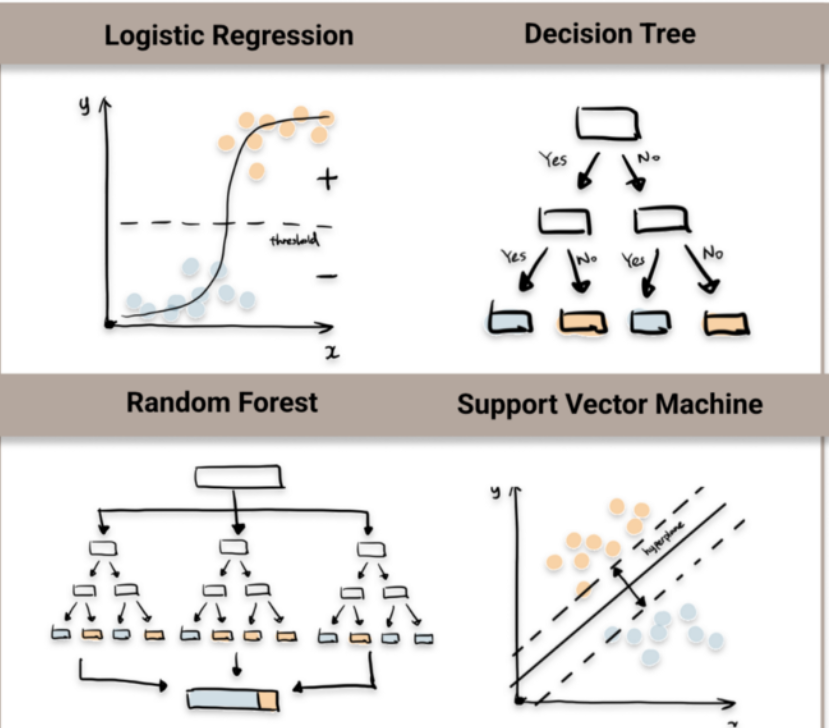 Logistic Regression
Decision Tree
y
+
threshold
−
x
Yes
No
Yes
No
Yes
No
Random Forest
Support Vector Machine
y
hyperplane
x